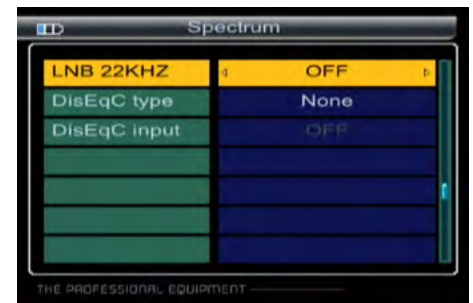 Spectrum
LNB 22KHZ OFF
DisEqC type None
DisEqC input OFF
THE PROFESSIONAL EQUIPMENT